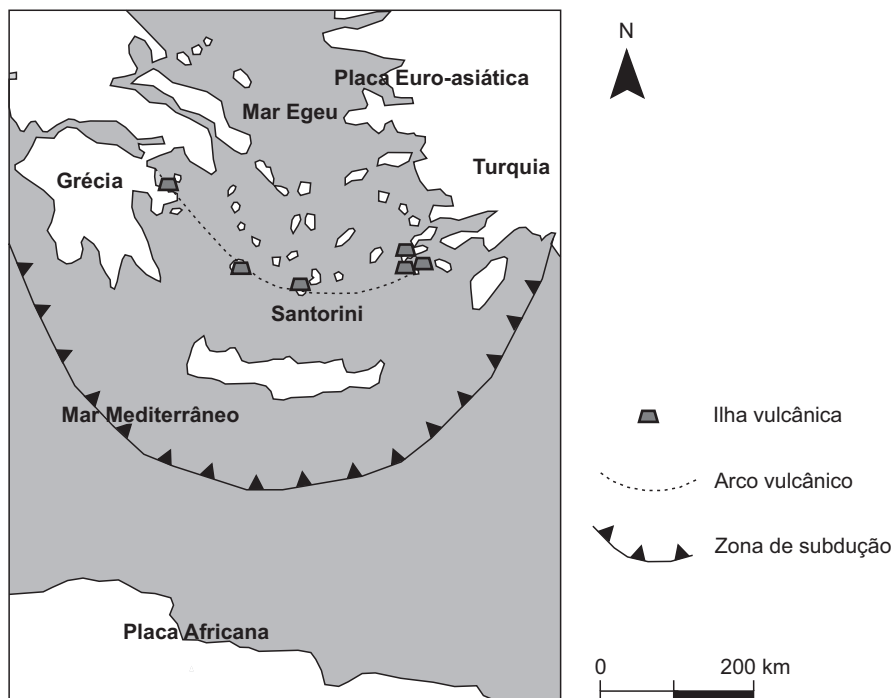 N
Placa Euro-asiática
Mar Egeu
Grécia
Turquia
Santorini
Mar Mediterrâneo
Placa Africana
Ilha vulcânica
Arco vulcânico
Zona de subdução
0 200 km